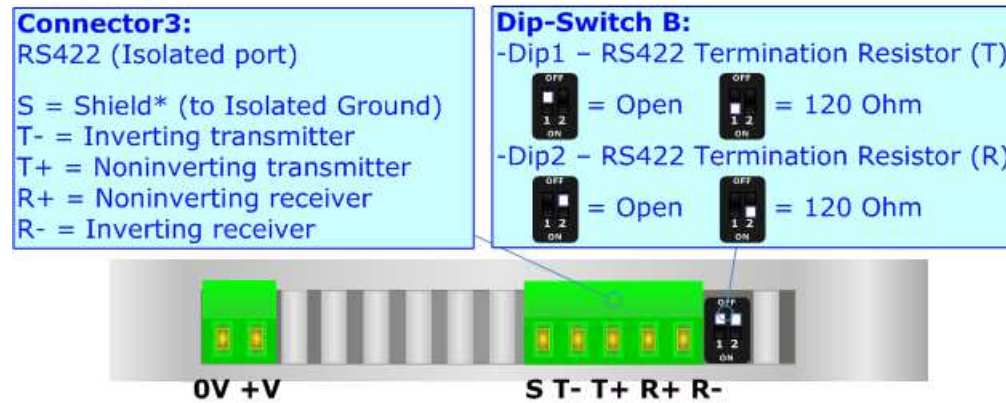 Connector3:
RS422 (Isolated port)
S = Shield* (to Isolated Ground)
T- = Inverting transmitter
T+ = Noninverting transmitter
R+ = Noninverting receiver
R- = Inverting receiver
Dip-Switch B:
-Dip1 – RS422 Termination Resistor (T)
OFF
1 2
ON
= Open
OFF
1 2
ON
= 120 Ohm
-Dip2 – RS422 Termination Resistor (R)
OFF
1 2
ON
= Open
OFF
1 2
ON
= 120 Ohm
OFF
1 2
ON
0V +V
S T- T+ R+ R-